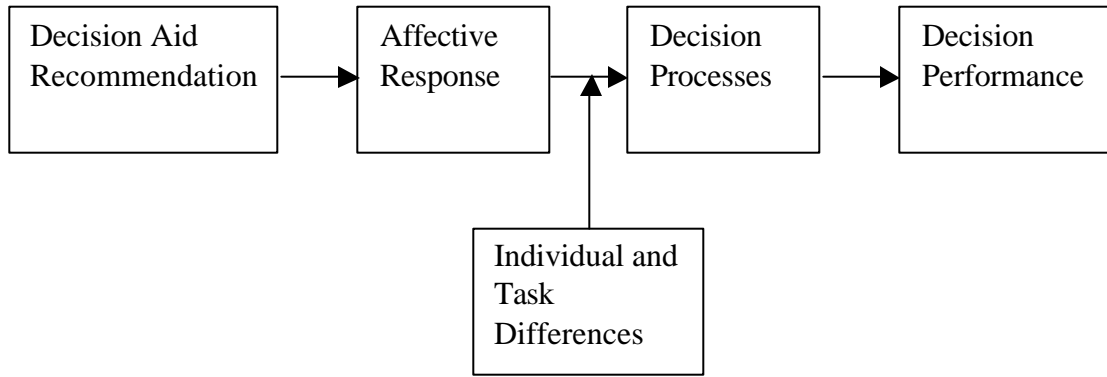 Decision Aid
Recommendation
Affective
Response
Decision
Processes
Decision
Performance
Individual and
Task
Differences